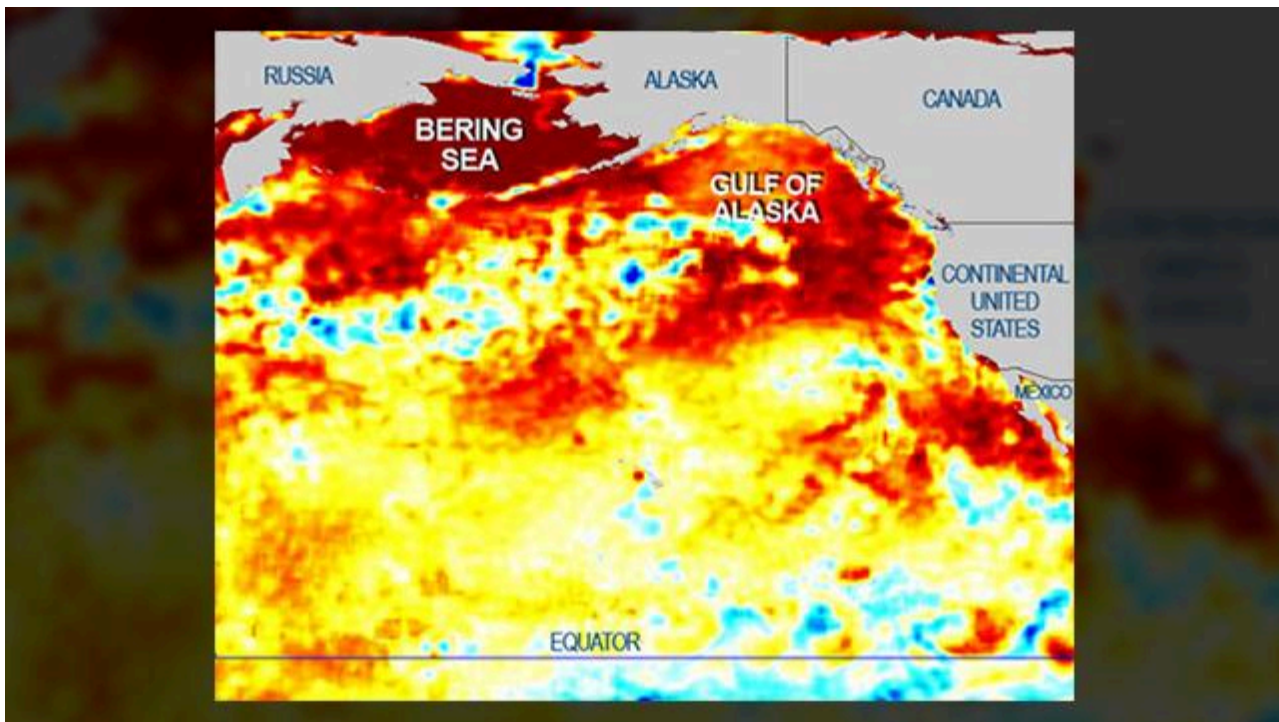 RUSSIA
ALASKA
CANADA
BERING
SEA
GULF OF
ALASKA
CONTINENTAL
UNITED
STATES
MEXICO
EQUATOR